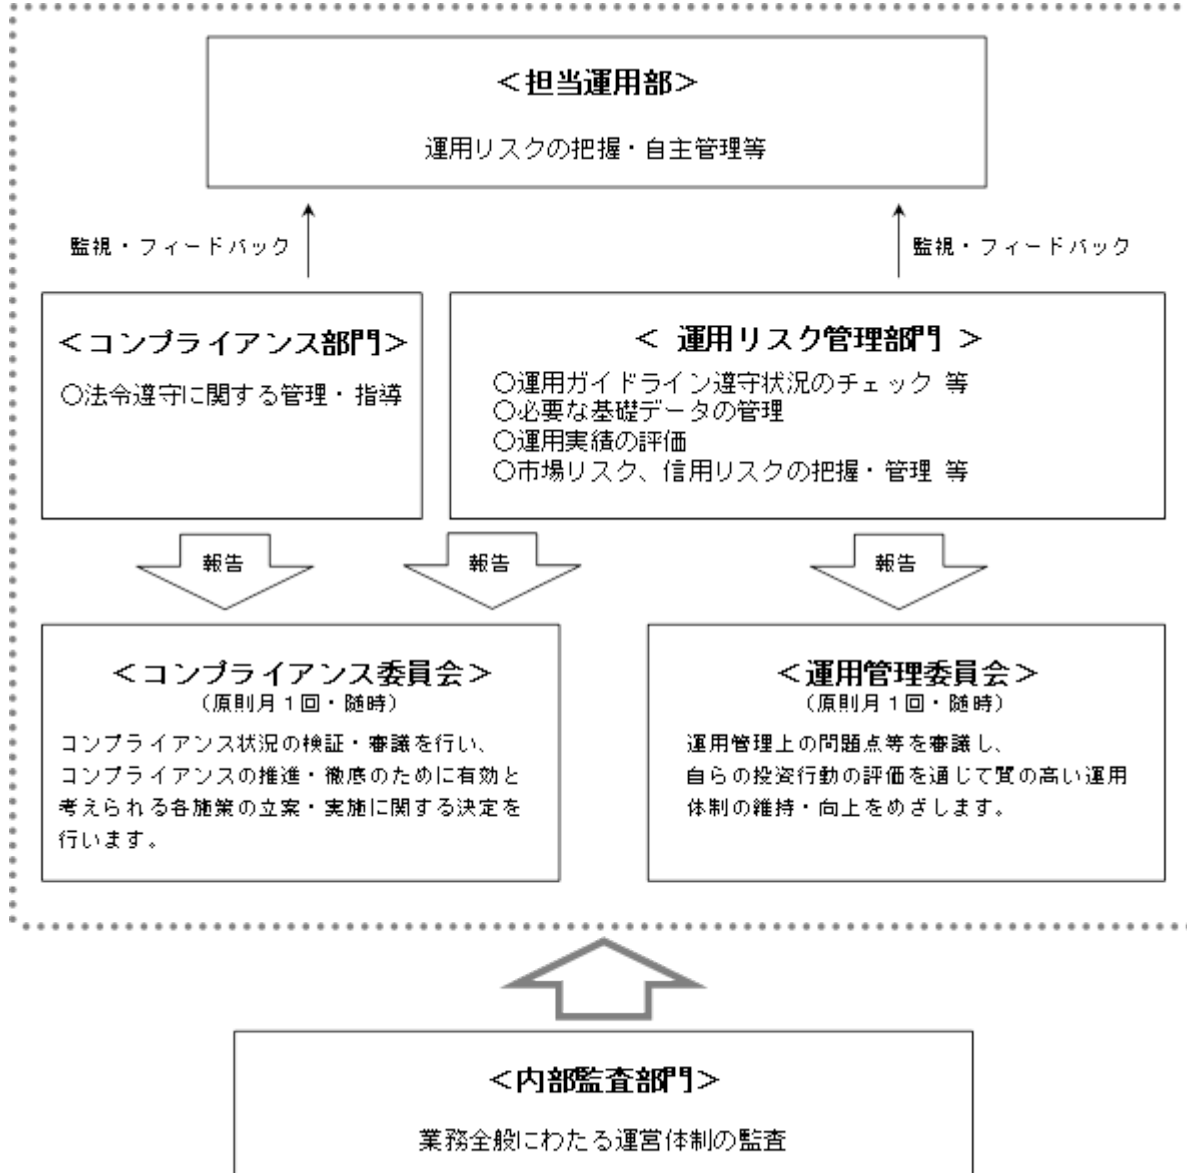 ＜担当運用部＞
運用リスクの把握・自主管理等
監視・フィードバック
監視・フィードバック
＜コンプライアンス部門＞
○法令遵守に関する管理・指導
＜ 運用リスク管理部門 ＞
○運用ガイドライン遵守状況のチェック 等
○必要な基礎データの管理
○運用実績の評価
○市場リスク、信用リスクの把握・管理 等
報告
報告
報告
＜コンプライアンス委員会＞
（原則月１回・随時）
コンプライアンス状況の検証・審議を行い、
コンプライアンスの推進・徹底のために有効と
考えられる各施策の立案・実施に関する決定を
行います。
＜運用管理委員会＞
（原則月１回・随時）
運用管理上の問題点等を審議し、
自らの投資行動の評価を通じて質の高い運用
体制の維持・向上をめざします。
＜内部監査部門＞
業務全般にわたる運営体制の監査